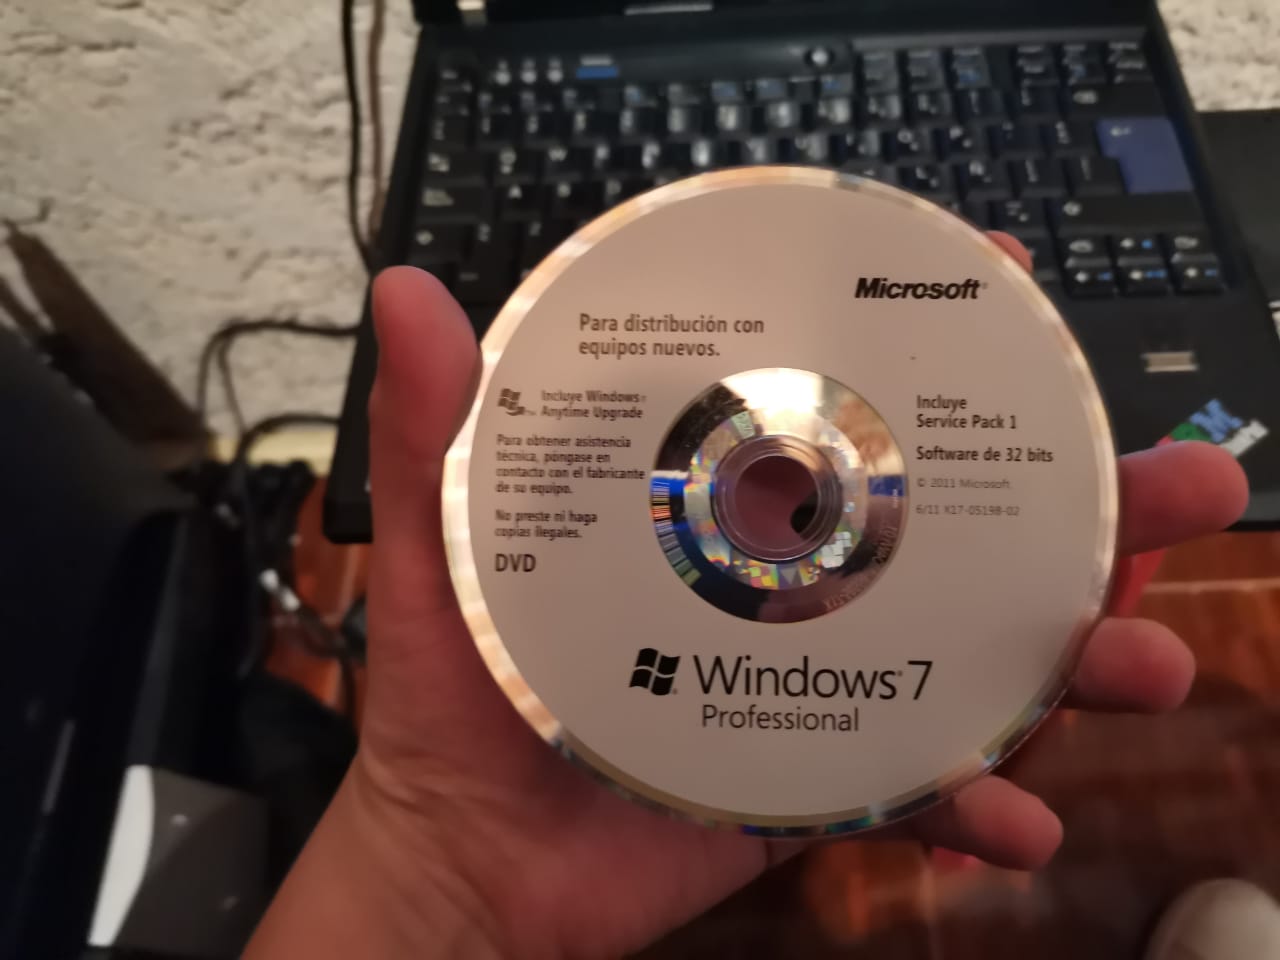 Microsoft®
Para distribución con
equipos nuevos.
Incluye Windows®
Anytime Upgrade
Para obtener asistencia
técnica, póngase en
contacto con el fabricante
de su equipo.
No preste ni haga
copias ilegales.
DVD
Incluye
Service Pack 1
Software de 32 bits
© 2011 Microsoft.
6/11 X17-05198-02
Windows® 7
Professional